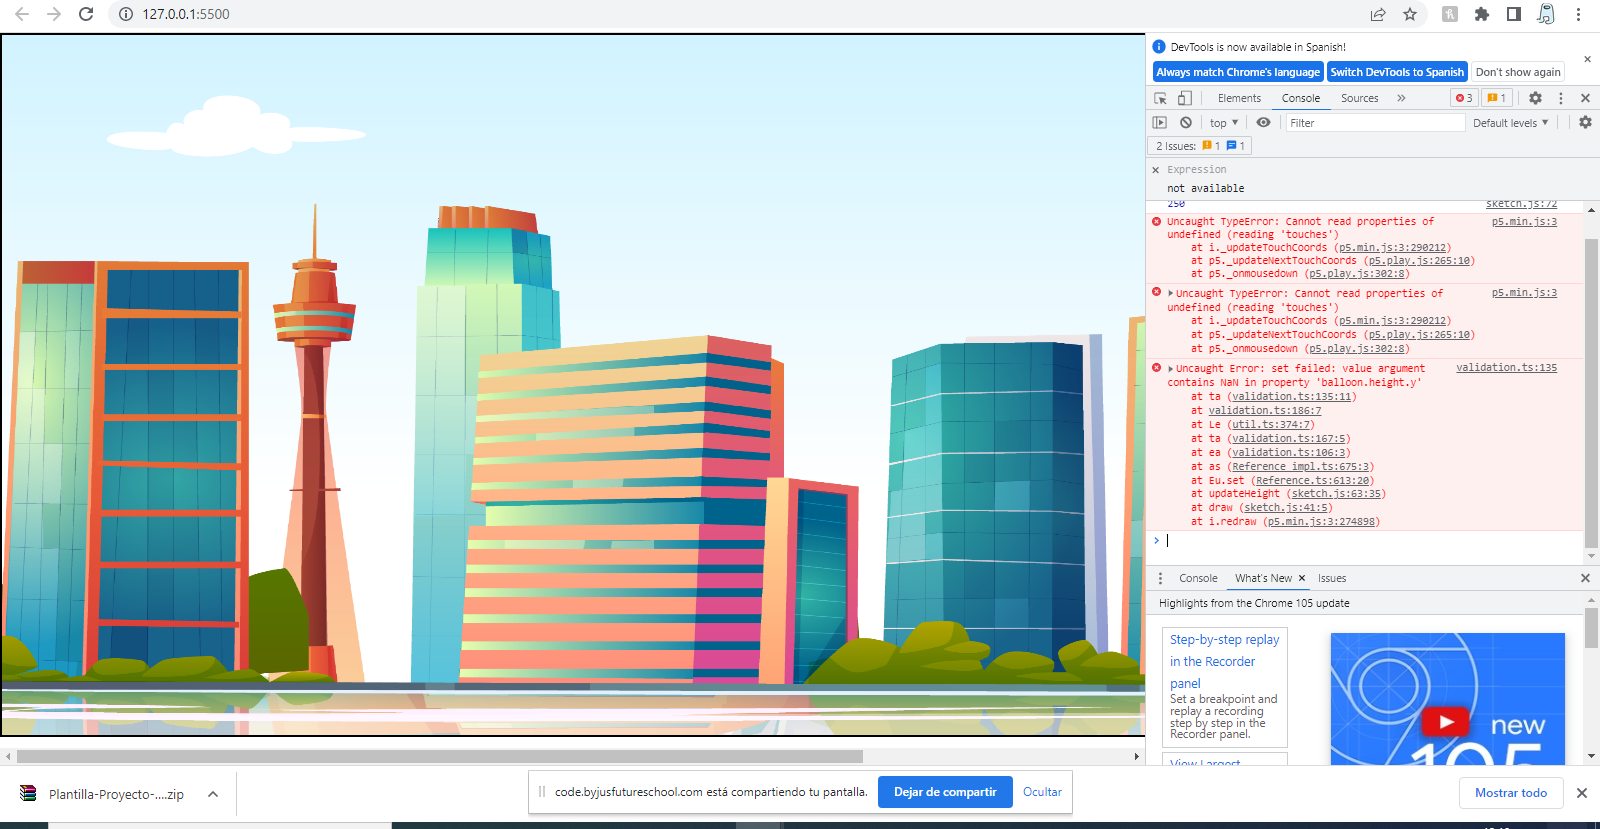 127.0.0.1:5500
DevTools is now available in Spanish!
Always match Chrome's language
Switch DevTools to Spanish
Don't show again
Elements
Console
Sources
3
1
top
Filter
Default levels
2 Issues:
1
1
Expression
not available
250
sketch.js:72
Uncaught TypeError: Cannot read properties of
p5.min.js:3
undefined (reading 'touches')
at i._updateTouchCoords (p5.min.js:3:290212)
at p5._updateNextTouchCoords (p5.play.js:265:10)
at p5._onmousedown (p5.play.js:302:8)
Uncaught TypeError: Cannot read properties of
p5.min.js:3
undefined (reading 'touches')
at i._updateTouchCoords (p5.min.js:3:290212)
at p5._updateNextTouchCoords (p5.play.js:265:10)
at p5._onmousedown (p5.play.js:302:8)
Uncaught Error: set failed: value argument
validation.ts:135
contains NaN in property 'balloon.height.y'
at ta (validation.ts:135:11)
at validation.ts:186:7
at Le (util.ts:374:7)
at ta (validation.ts:167:5)
at ea (validation.ts:106:3)
at as (Reference_impl.ts:675:3)
at Eu.set (Reference.ts:613:20)
at updateHeight (sketch.js:63:35)
at draw (sketch.js:41:5)
at i.redraw (p5.min.js:3:274898)
Console
What's New
Issues
Highlights from the Chrome 105 update
Step-by-step replay
in the Recorder
panel
Set a breakpoint and
replay a recording
step by step in the
Recorder panel.
new
105
View Largest
Plantilla-Proyecto-....zip
code.byjusfutureschool.com está compartiendo tu pantalla.
Dejar de compartir
Ocultar
Mostrar todo